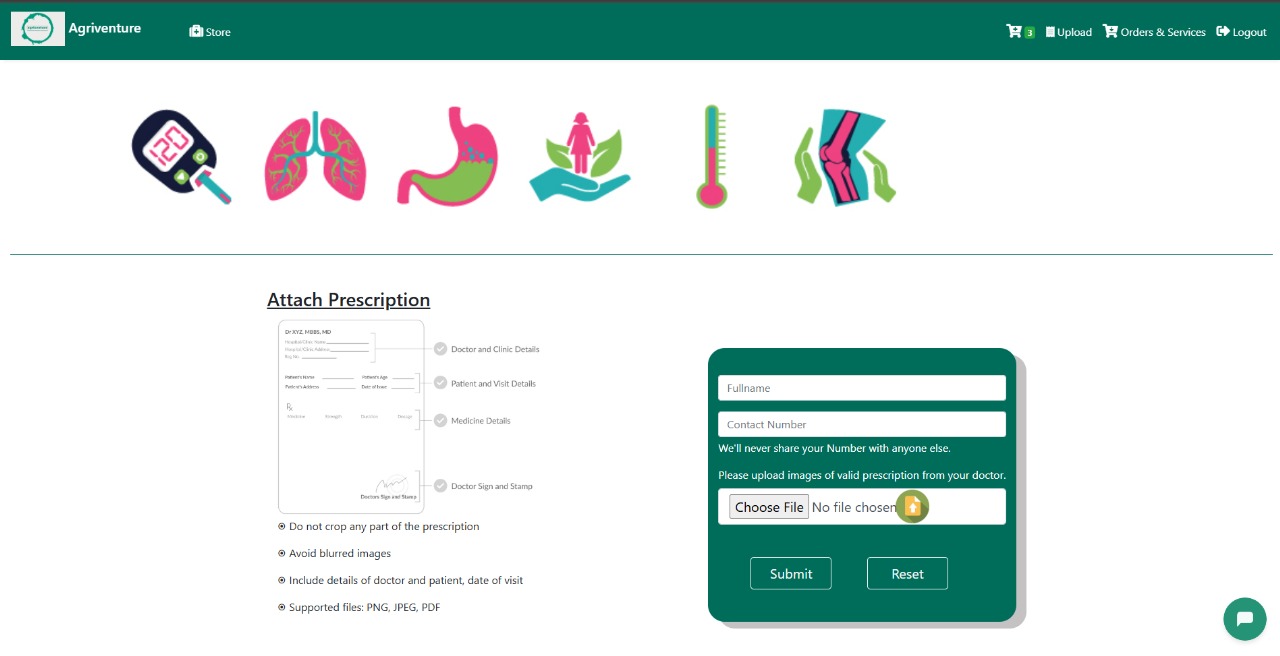 Agriventure
Store
3
Upload
Orders & Services
Logout
Attach Prescription
Dr XYZ, MBBS, MD
Hospital/Clinic Name
Hospital/Clinic Address
Reg No.
Doctor and Clinic Details
Patient's Name
Patient's Age
Patient's Address
Date of Issue
Patient and Visit Details
Rx
Medicine
Strength
Duration
Dosage
Medicine Details
Doctors Sign and Stamp
Doctor Sign and Stamp
Do not crop any part of the prescription
Avoid blurred images
Include details of doctor and patient, date of visit
Supported files: PNG, JPEG, PDF
Fullname
Contact Number
We'll never share your Number with anyone else.
Please upload images of valid prescription from your doctor.
Choose File No file chosen
Submit
Reset